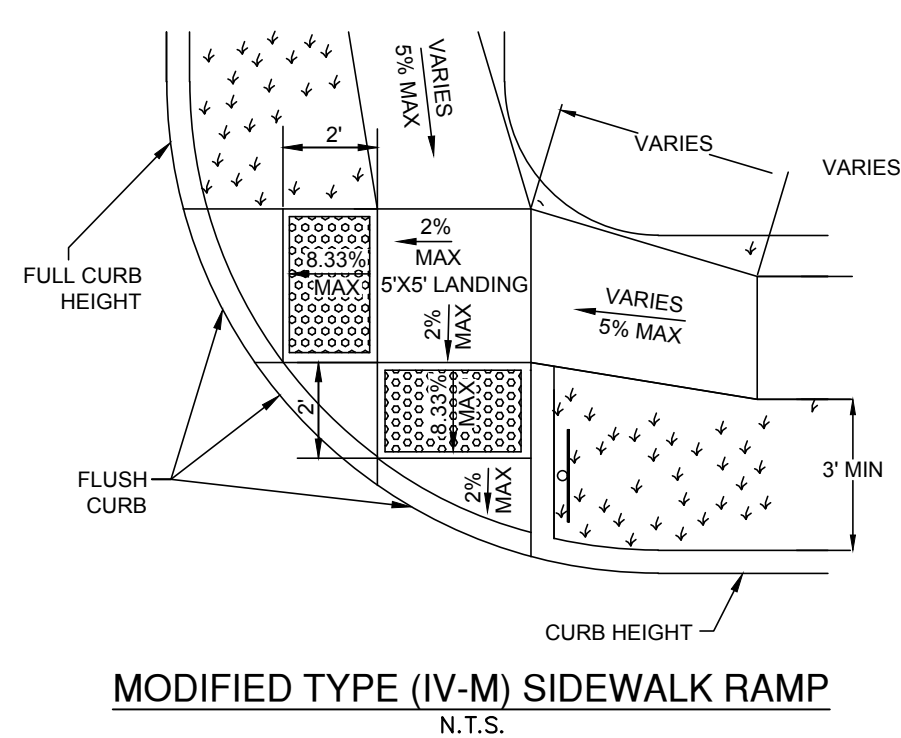 VARIES
5% MAX
2'
VARIES
VARIES
FULL CURB
HEIGHT
2%
MAX
8.33%
MAX
5'X5' LANDING
2%
MAX
VARIES
5% MAX
2'
8.33%
MAX
FLUSH
CURB
2%
MAX
3' MIN
CURB HEIGHT
MODIFIED TYPE (IV-M) SIDEWALK RAMP
N.T.S.